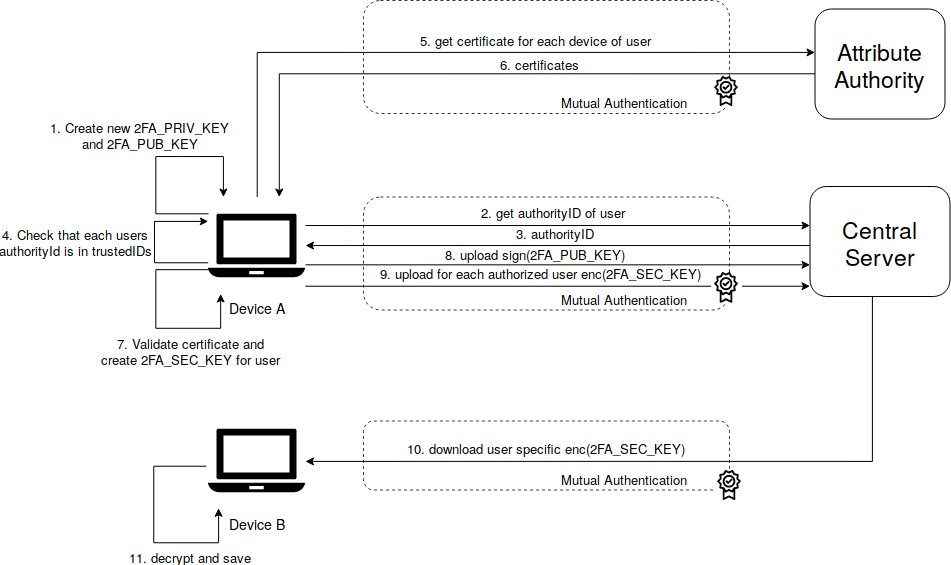 5. get certificate for each device of user
6. certificates
Mutual Authentication
Attribute
Authority
1. Create new 2FA_PRIV_KEY
and 2FA_PUB_KEY
2. get authorityID of user
3. authorityID
4. Check that each users
authorityId is in trustedIDs
8. upload sign(2FA_PUB_KEY)
9. upload for each authorized user enc(2FA_SEC_KEY)
Mutual Authentication
Central
Server
Device A
7. Validate certificate and
create 2FA_SEC_KEY for user
10. download user specific enc(2FA_SEC_KEY)
Mutual Authentication
Device B
11. decrypt and save